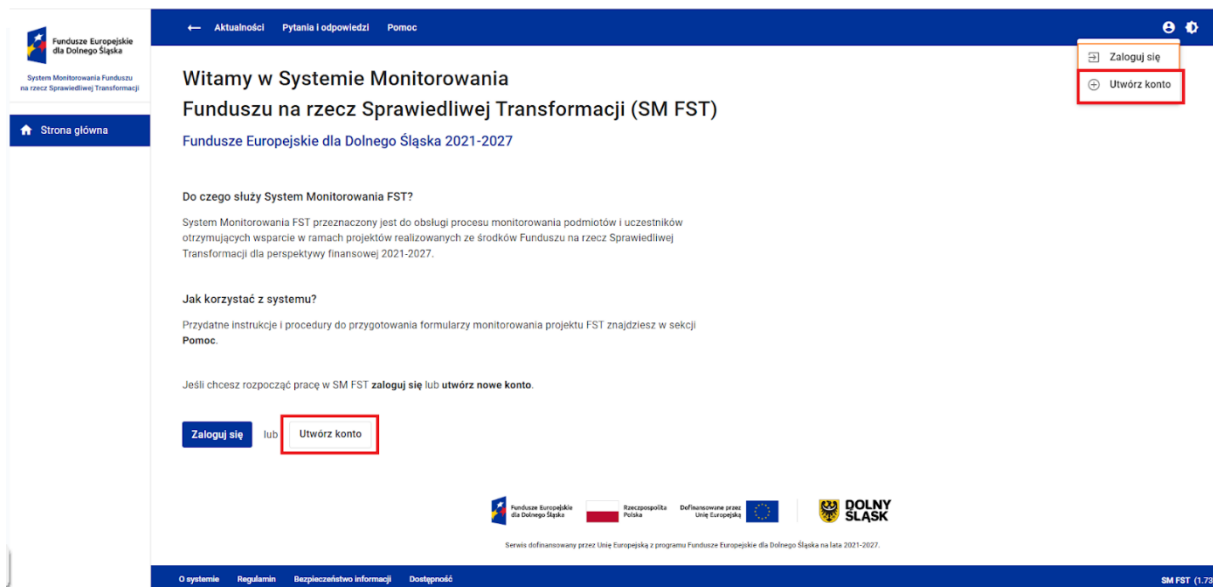 Fundusze Europejskie
dla Dolnego Śląska
System Monitorowania Funduszu
na rzecz Sprawiedliwej Transformacji
Strona główna
Aktualności Pytania i odpowiedzi Pomoc
Zaloguj się
Utwórz konto
Witamy w Systemie Monitorowania
Funduszu na rzecz Sprawiedliwej Transformacji (SM FST)
Fundusze Europejskie dla Dolnego Śląska 2021-2027
Do czego służy System Monitorowania FST?
System Monitorowania FST przeznaczony jest do obsługi procesu monitorowania podmiotów i uczestników
otrzymujących wsparcie w ramach projektów realizowanych ze środków Funduszu na rzecz Sprawiedliwej
Transformacji dla perspektywy finansowej 2021-2027.
Jak korzystać z systemu?
Przydatne instrukcje i procedury do przygotowania formularzy monitorowania projektu FST znajdziesz w sekcji
Pomoc.
Jeśli chcesz rozpocząć pracę w SM FST zaloguj się lub utwórz nowe konto.
Zaloguj się lub Utwórz konto
Fundusze Europejskie
dla Dolnego Śląska
Rzeczpospolita
Polska
Dofinansowane przez
Unię Europejską
DOLNY
ŚLĄSK
Serwis dofinansowany przez Unię Europejską z programu Fundusze Europejskie dla Dolnego Śląska na lata 2021-2027.
O systemie Regulamin Bezpieczeństwo informacji Dostępność SM FST (1.73